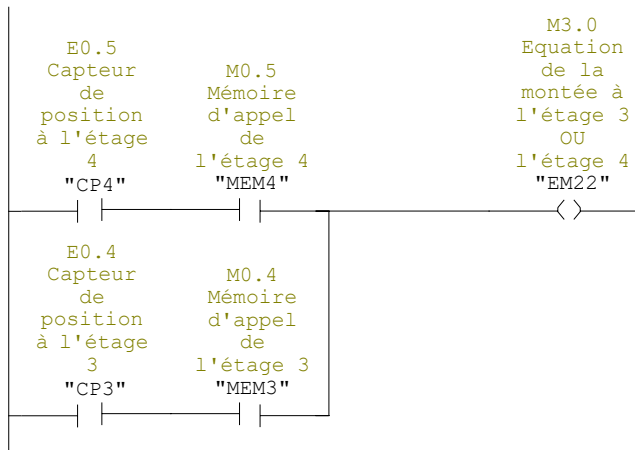 M3.0
Equation
de la
montée à
l'étage 3
OU
l'étage 4
"EM22"
E0.5
Capteur
de
position
à l'étage
4
"CP4"
M0.5
Mémoire
d'appel
de
l'étage 4
"MEM4"
E0.4
Capteur
de
position
à l'étage
3
"CP3"
M0.4
Mémoire
d'appel
de
l'étage 3
"MEM3"